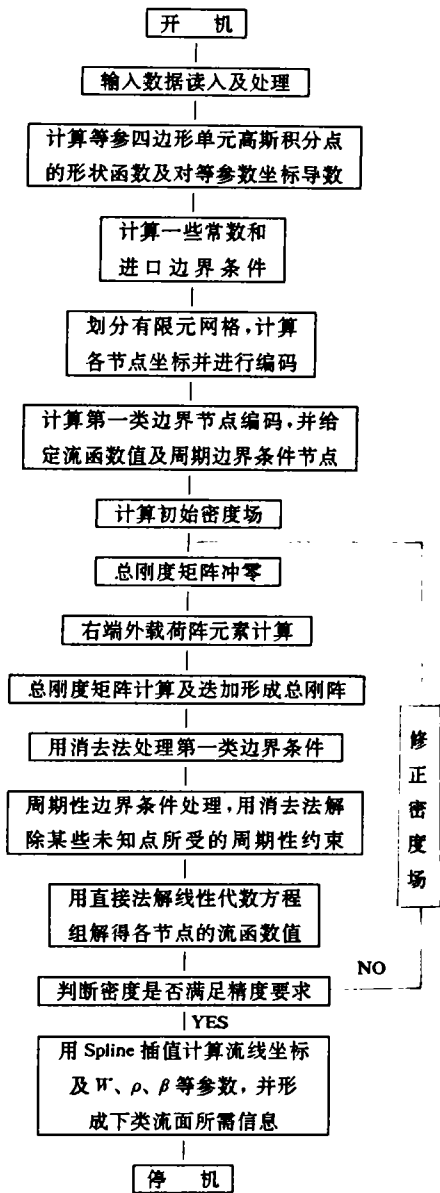 开 机
输入数据读入及处理
计算等参四边形单元高斯积分点
的形状函数及对等参数坐标导数
计算一些常数和
进口边界条件
划分有限元网格,计算
各节点坐标并进行编码
计算第一类边界节点编码,并给
定流函数值及周期边界条件节点
计算初始密度场
总刚度矩阵冲零
右端外载荷阵元素计算
总刚度矩阵计算及迭加形成总刚阵
用消去法处理第一类边界条件
周期性边界条件处理,用消去法解
除某些未知点所受的周期性约束
用直接法解线性代数方程
组解得各节点的流函数值
判断密度是否满足精度要求
NO
修正密度场
YES
用 Spline 插值计算流线坐标
及 W、ρ、β 等参数,并形
成下类流面所需信息
停 机